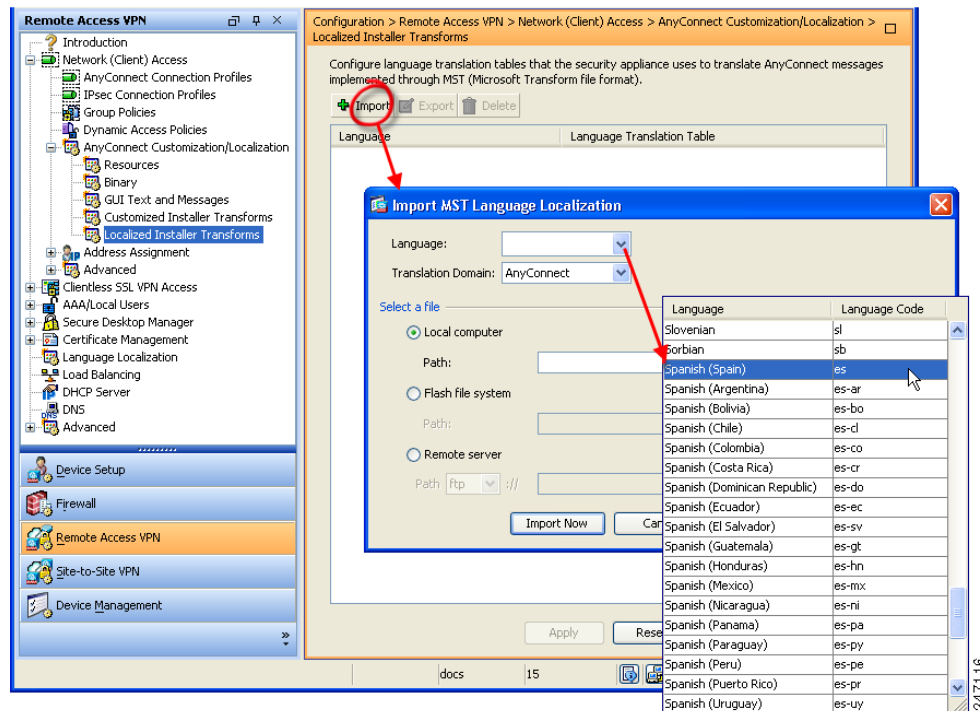 Remote Access VPN
Introduction
Network (Client) Access
AnyConnect Connection Profiles
IPsec Connection Profiles
Group Policies
Dynamic Access Policies
AnyConnect Customization/Localization
Resources
Binary
GUI Text and Messages
Customized Installer Transforms
Localized Installer Transforms
Address Assignment
Advanced
Clientless SSL VPN Access
AAA/Local Users
Secure Desktop Manager
Certificate Management
Language Localization
Load Balancing
DHCP Server
DNS
Advanced
Device Setup
Firewall
Remote Access VPN
Site-to-Site VPN
Device Management
Configuration > Remote Access VPN > Network (Client) Access > AnyConnect Customization/Localization >
Localized Installer Transforms
Configure language translation tables that the security appliance uses to translate AnyConnect messages
implemented through MST (Microsoft Transform file format).
Import Export Delete
Language Language Translation Table
Import MST Language Localization
Language:
Translation Domain: AnyConnect
Select a file
Local computer
Path:
Flash file system
Path:
Remote server
Path ftp ://
Import Now Can
Apply Rese
docs 15
Language Language Code
Slovenian sl
Sorbian sb
Spanish (Spain) es
Spanish (Argentina) es-ar
Spanish (Bolivia) es-bo
Spanish (Chile) es-cl
Spanish (Colombia) es-co
Spanish (Costa Rica) es-cr
Spanish (Dominican Republic) es-do
Spanish (Ecuador) es-ec
Spanish (El Salvador) es-sv
Spanish (Guatemala) es-gt
Spanish (Honduras) es-hn
Spanish (Mexico) es-mx
Spanish (Nicaragua) es-ni
Spanish (Panama) es-pa
Spanish (Paraguay) es-py
Spanish (Peru) es-pe
Spanish (Puerto Rico) es-pr
Spanish (Uruguay) es-uy
247116